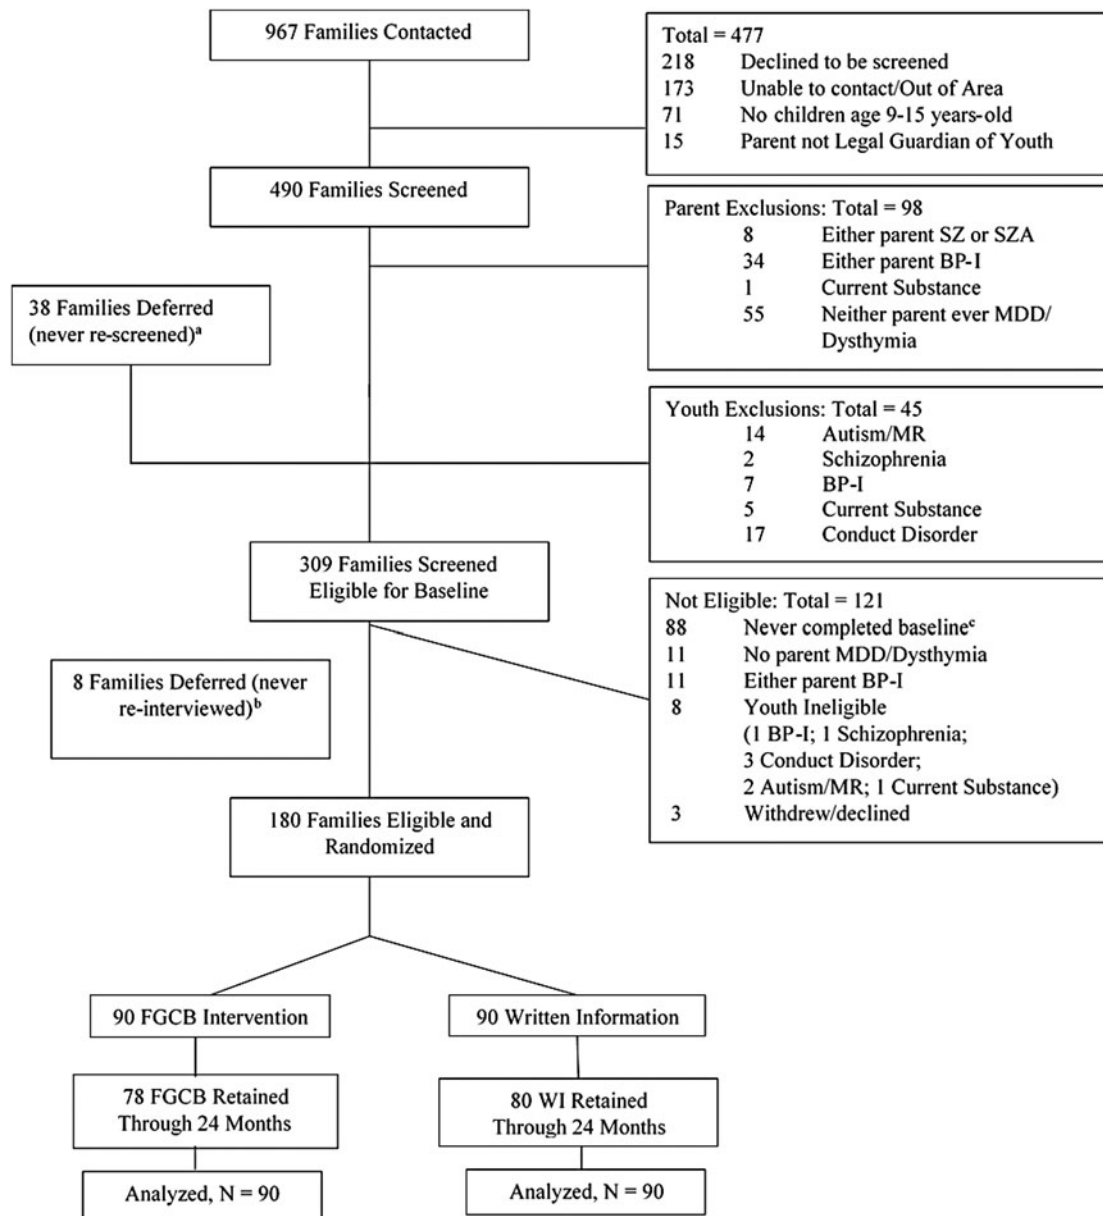 967 Families Contacted
Total = 477
218 Declined to be screened
173 Unable to contact/Out of Area
71 No children age 9-15 years-old
15 Parent not Legal Guardian of Youth
490 Families Screened
Parent Exclusions: Total = 98
8 Either parent SZ or SZA
34 Either parent BP-I
1 Current Substance
55 Neither parent ever MDD/
Dysthymia
38 Families Deferred
(never re-screened)a
Youth Exclusions: Total = 45
14 Autism/MR
2 Schizophrenia
7 BP-I
5 Current Substance
17 Conduct Disorder
309 Families Screened
Eligible for Baseline
Not Eligible: Total = 121
88 Never completed baselinec
11 No parent MDD/Dysthymia
11 Either parent BP-I
8 Youth Ineligible
(1 BP-I; 1 Schizophrenia;
3 Conduct Disorder;
2 Autism/MR; 1 Current Substance)
3 Withdrew/declined
8 Families Deferred (never
re-interviewed)b
180 Families Eligible and
Randomized
90 FGCB Intervention
90 Written Information
78 FGCB Retained
Through 24 Months
80 WI Retained
Through 24 Months
Analyzed, N = 90
Analyzed, N = 90